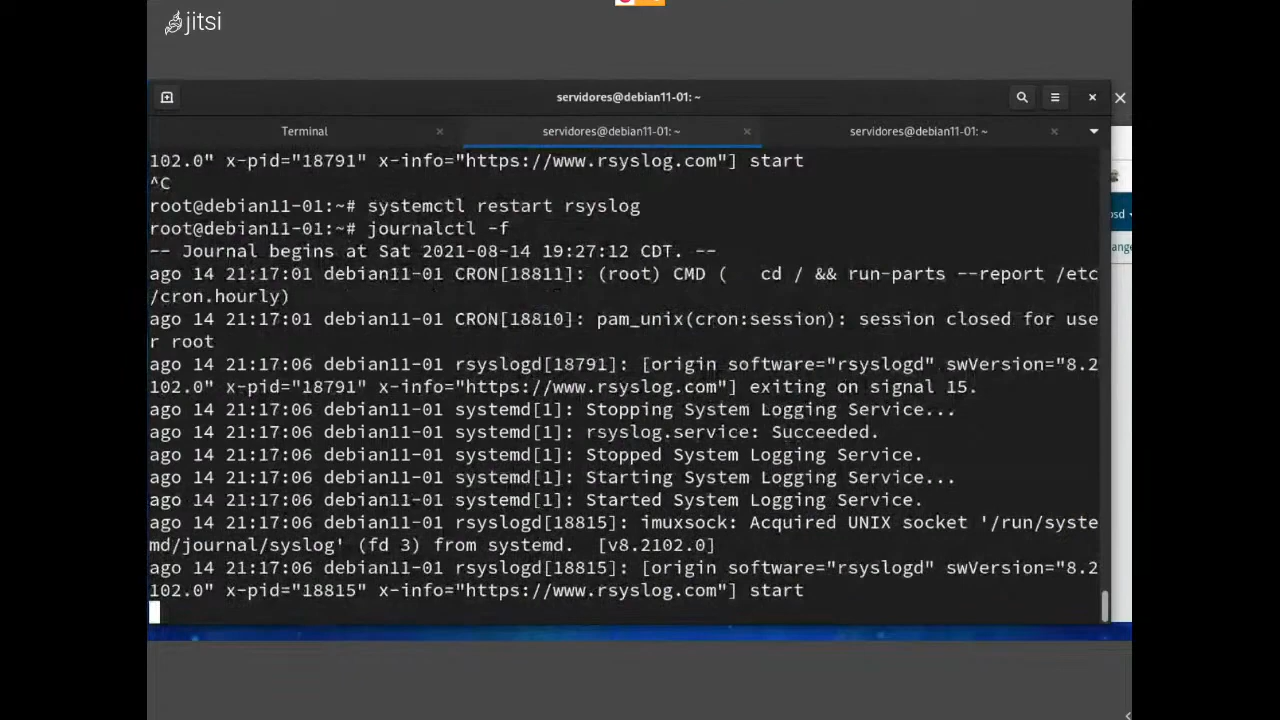 jitsi
servidores@debian11-01: ~
Terminal
servidores@debian11-01: ~
servidores@debian11-01: ~
102.0" x-pid="18791" x-info="https://www.rsyslog.com"] start
^C
root@debian11-01:~# systemctl restart rsyslog
root@debian11-01:~# journalctl -f
-- Journal begins at Sat 2021-08-14 19:27:12 CDT. --
ago 14 21:17:01 debian11-01 CRON[18811]: (root) CMD (   cd / && run-parts --report /etc
/cron.hourly)
ago 14 21:17:01 debian11-01 CRON[18810]: pam_unix(cron:session): session closed for use
r root
ago 14 21:17:06 debian11-01 rsyslogd[18791]: [origin software="rsyslogd" swVersion="8.2
102.0" x-pid="18791" x-info="https://www.rsyslog.com"] exiting on signal 15.
ago 14 21:17:06 debian11-01 systemd[1]: Stopping System Logging Service...
ago 14 21:17:06 debian11-01 systemd[1]: rsyslog.service: Succeeded.
ago 14 21:17:06 debian11-01 systemd[1]: Stopped System Logging Service.
ago 14 21:17:06 debian11-01 systemd[1]: Starting System Logging Service...
ago 14 21:17:06 debian11-01 systemd[1]: Started System Logging Service.
ago 14 21:17:06 debian11-01 rsyslogd[18815]: imuxsock: Acquired UNIX socket '/run/syste
md/journal/syslog' (fd 3) from systemd.  [v8.2102.0]
ago 14 21:17:06 debian11-01 rsyslogd[18815]: [origin software="rsyslogd" swVersion="8.2
102.0" x-pid="18815" x-info="https://www.rsyslog.com"] start